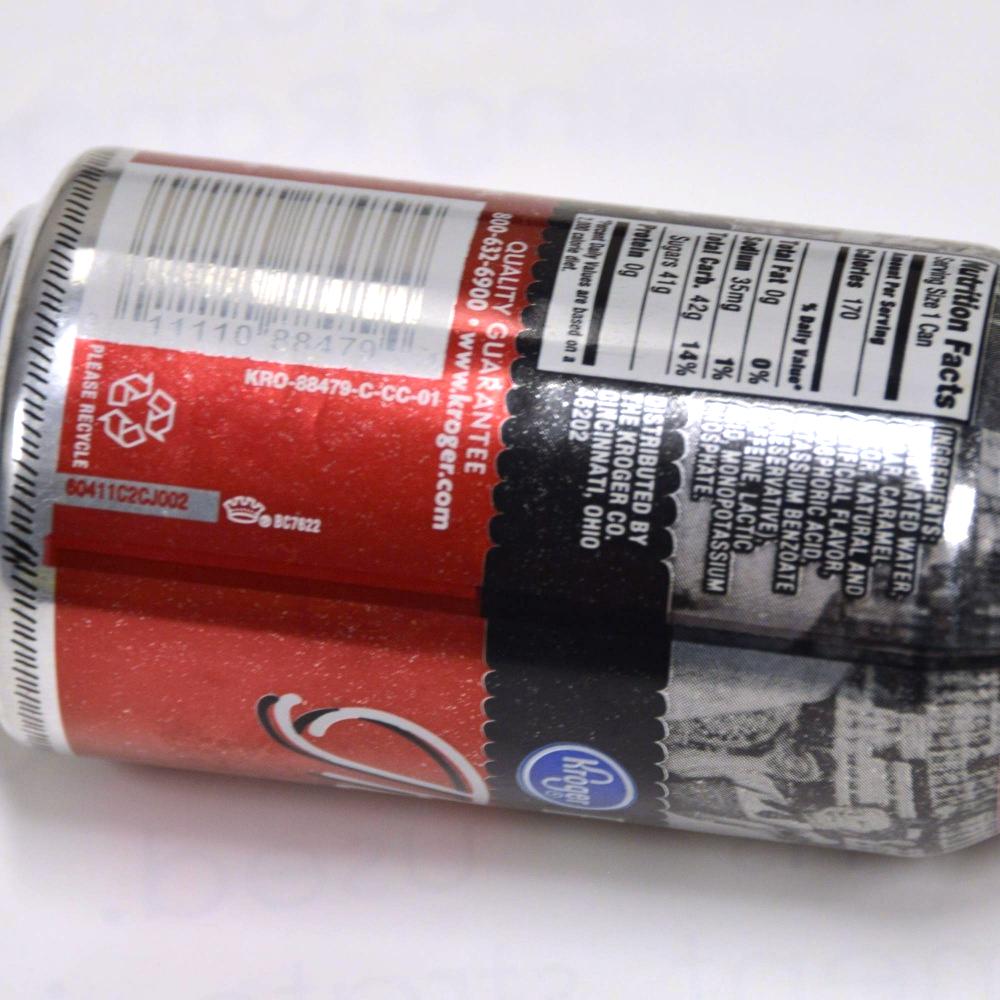 Nutrition Facts
Serving Size 1 Can
Amount Per Serving
Calories 170
% Daily Value*
Total Fat 0g 0%
Sodium 35mg 1%
Total Carb. 42g 14%
Sugars 41g
Protein 0g
*Percent Daily Values are based on a
2,000 calorie diet.
INGREDIENTS:
WATER,
CARAMEL
NATURAL AND
FLAVOR,
ACID,
BENZOATE
LACTIC
MONOPOTASSIUM
PHOSPHATE.
DISTRIBUTED BY
THE KROGER CO.
CINCINNATI, OHIO
45202
QUALITY GUARANTEE
800-632-6900 • www.kroger.com
11110 88479
KRO-88479-C-CC-01
PLEASE RECYCLE
60411C2CJ002
® BC7622
Kroger